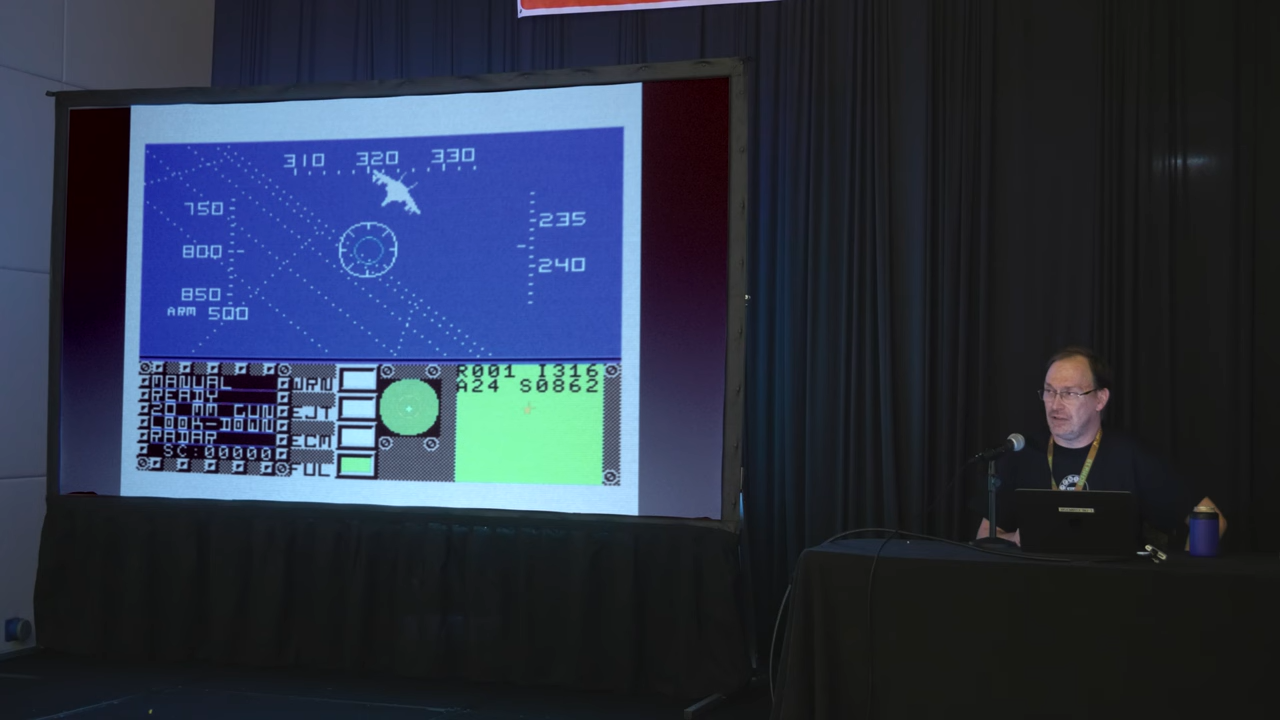 310 320 330
750
235
800
240
850
ARM 500
MANUAL
READY
20 MM GUN
LOOK-DOWN
RADAR
SC:00000
WRN
EJT
ECM
FUL
R001 I316
A24 S0862